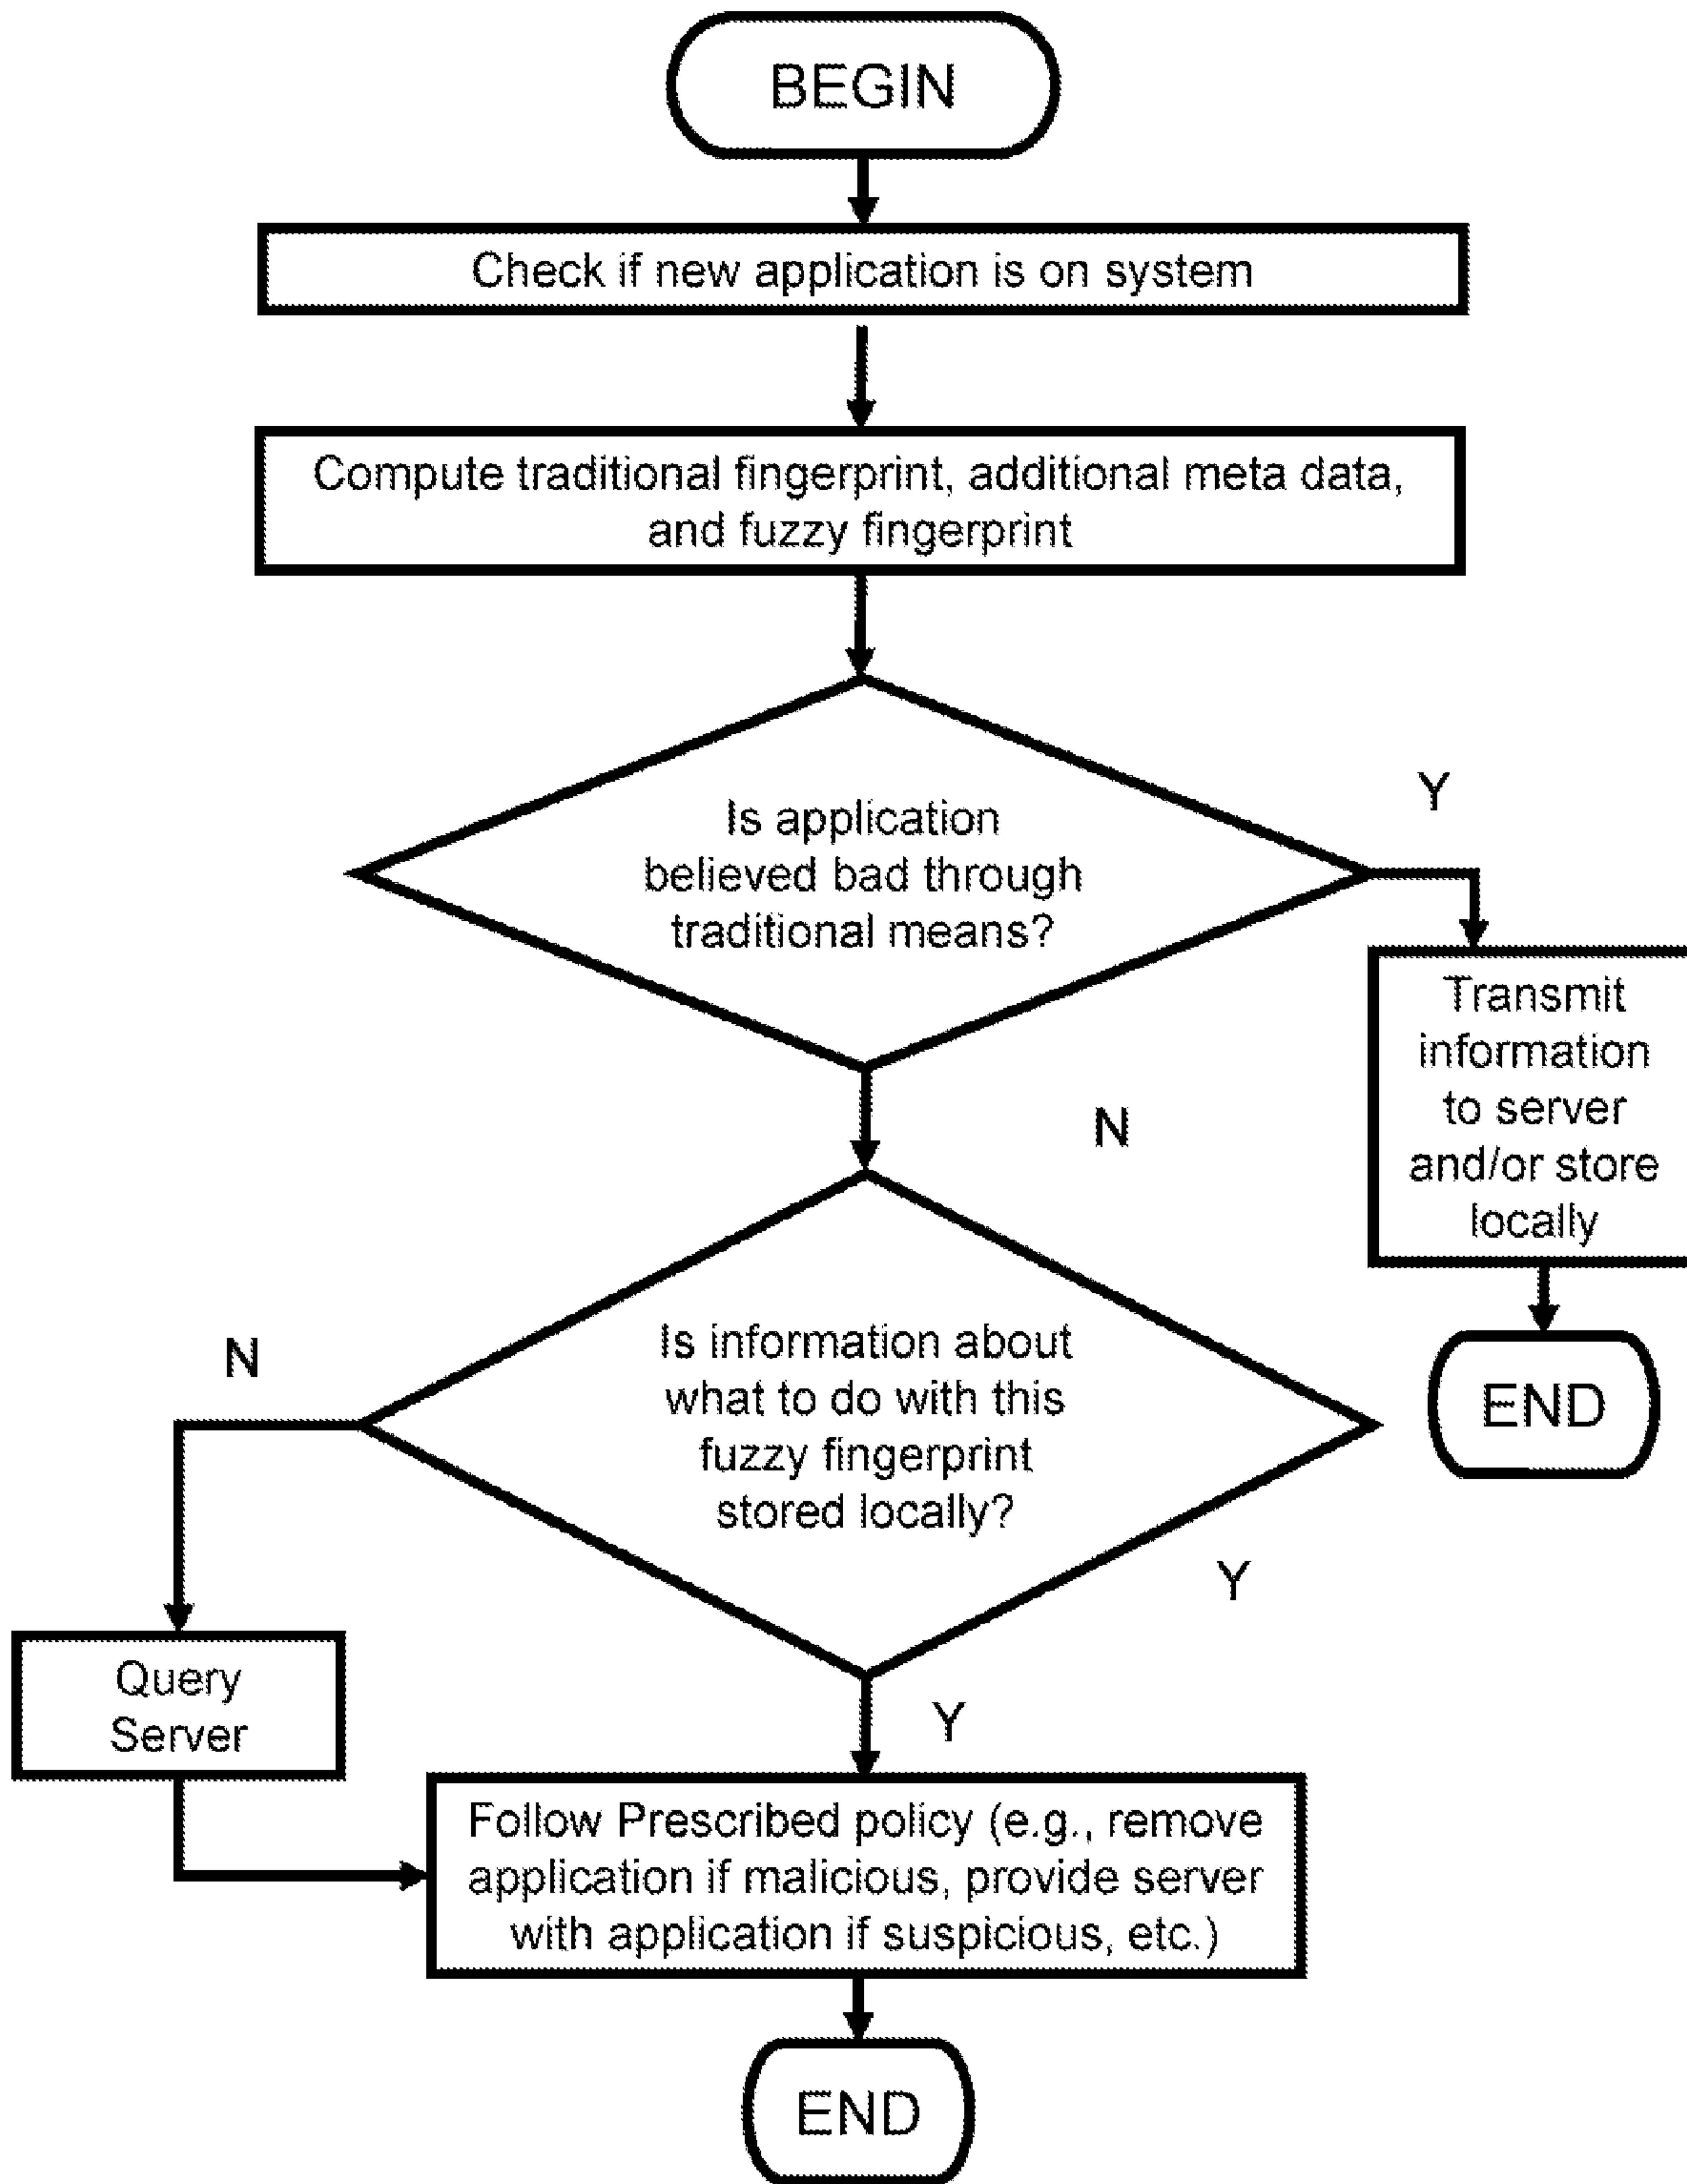 BEGIN
Check if new application is on system
Compute traditional fingerprint, additional meta data,
and fuzzy fingerprint
Is application
believed bad through
traditional means?
Y
Transmit
information
to server
and/or store
locally
N
END
Is information about
what to do with this
fuzzy fingerprint
stored locally?
N
Y
Query
Server
Y
Follow Prescribed policy (e.g., remove
application if malicious, provide server
with application if suspicious, etc.)
END